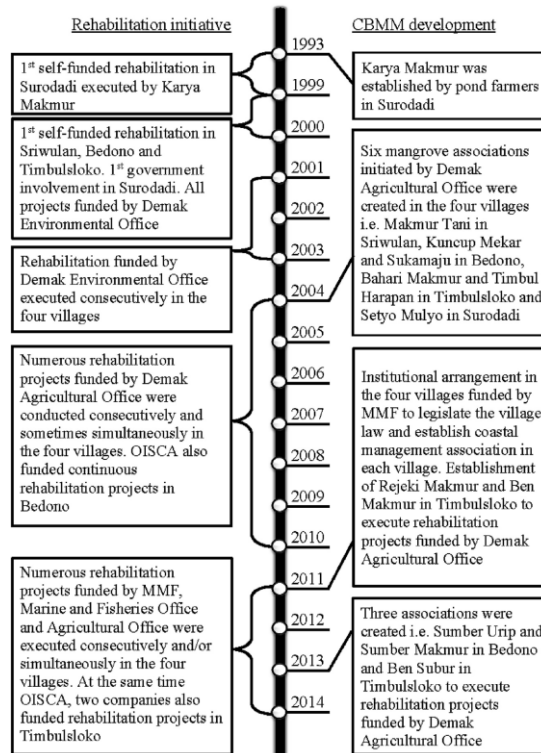 Rehabilitation initiative
1st self-funded rehabilitation in
Surodadi executed by Karya
Makmur
1st self-funded rehabilitation in
Sriwulan, Bedono and
Timbulsloko. 1st government
involvement in Surodadi. All
projects funded by Demak
Environmental Office
Rehabilitation funded by
Demak Environmental Office
executed consecutively in the
four villages
Numerous rehabilitation
projects funded by Demak
Agricultural Office were
conducted consecutively and
sometimes simultaneously in
the four villages. OISCA also
funded continuous
rehabilitation projects in
Bedono
Numerous rehabilitation
projects funded by MMF,
Marine and Fisheries Office
and Agricultural Office were
executed consecutively and/or
simultaneously in the four
villages. At the same time
OISCA, two companies also
funded rehabilitation projects in
Timbulsloko
1993
1999
2000
2001
2002
2003
2004
2005
2006
2007
2008
2009
2010
2011
2012
2013
2014
CBMM development
Karya Makmur was
established by pond farmers
in Surodadi
Six mangrove associations
initiated by Demak
Agricultural Office were
created in the four villages
i.e. Makmur Tani in
Sriwulan, Kuncup Mekar
and Sukamaju in Bedono,
Bahari Makmur and Timbul
Harapan in Timbulsloko and
Setyo Mulyo in Surodadi
Institutional arrangement in
the four villages funded by
MMF to legislate the village
law and establish coastal
management association in
each village. Establishment
of Rejeki Makmur and Ben
Makmur in Timbulsloko to
execute rehabilitation
projects funded by Demak
Agricultural Office
Three associations were
created i.e. Sumber Urip and
Sumber Makmur in Bedono
and Ben Subur in
Timbulsloko to execute
rehabilitation projects
funded by Demak
Agricultural Office